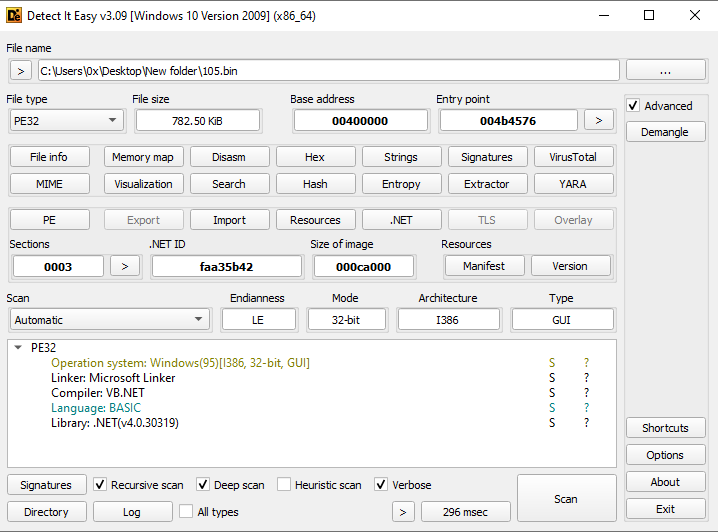 Detect It Easy v3.09 [Windows 10 Version 2009] (x86_64)
File name
> C:\Users\0x\Desktop\New folder\105.bin ...
File type File size Base address Entry point Advanced
PE32 782.50 KiB 00400000 004b4576 >
Demangle
File info Memory map Disasm Hex Strings Signatures VirusTotal
MIME Visualization Search Hash Entropy Extractor YARA
PE Export Import Resources .NET TLS Overlay
Sections .NET ID Size of image Resources
0003 > faa35b42 000ca000 Manifest Version
Scan Endianness Mode Architecture Type
Automatic LE 32-bit I386 GUI
PE32
Operation system: Windows(95)[I386, 32-bit, GUI] S ?
Linker: Microsoft Linker S ?
Compiler: VB.NET S ?
Language: BASIC S ?
Library: .NET(v4.0.30319) S ?
Shortcuts
Options
Signatures Recursive scan Deep scan Heuristic scan Verbose Scan About
Directory Log All types > 296 msec Exit